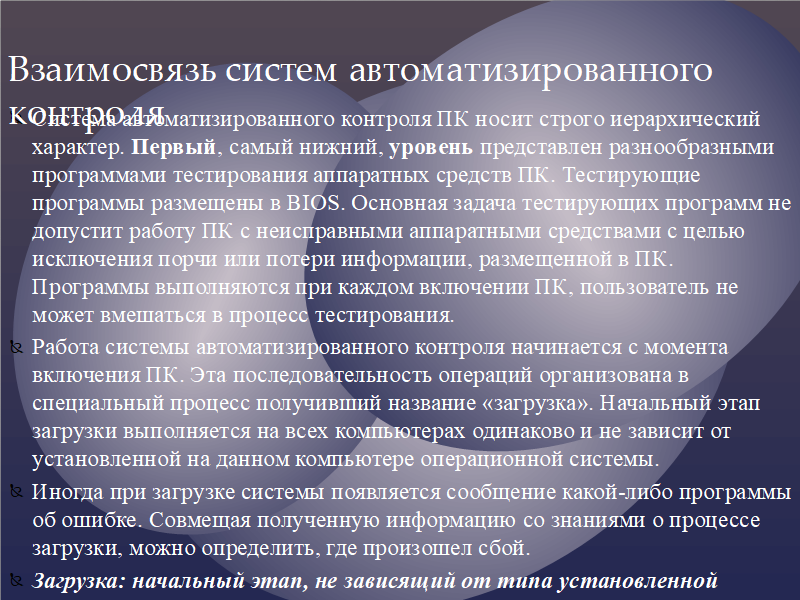 Взаимосвязь систем автоматизированного
контроля
Система автоматизированного контроля ПК носит строго иерархический
характер. Первый, самый нижний, уровень представлен разнообразными
программами тестирования аппаратных средств ПК. Тестирующие
программы размещены в BIOS. Основная задача тестирующих программ не
допустит работу ПК с неисправными аппаратными средствами с целью
исключения порчи или потери информации, размещенной в ПК.
Программы выполняются при каждом включении ПК, пользователь не
может вмешаться в процесс тестирования.
Работа системы автоматизированного контроля начинается с момента
включения ПК. Эта последовательность операций организована в
специальный процесс получивший название «загрузка». Начальный этап
загрузки выполняется на всех компьютерах одинаково и не зависит от
установленной на данном компьютере операционной системы.
Иногда при загрузке системы появляется сообщение какой-либо программы
об ошибке. Совмещая полученную информацию со знаниями о процессе
загрузки, можно определить, где произошел сбой.
Загрузка: начальный этап, не зависящий от типа установленной